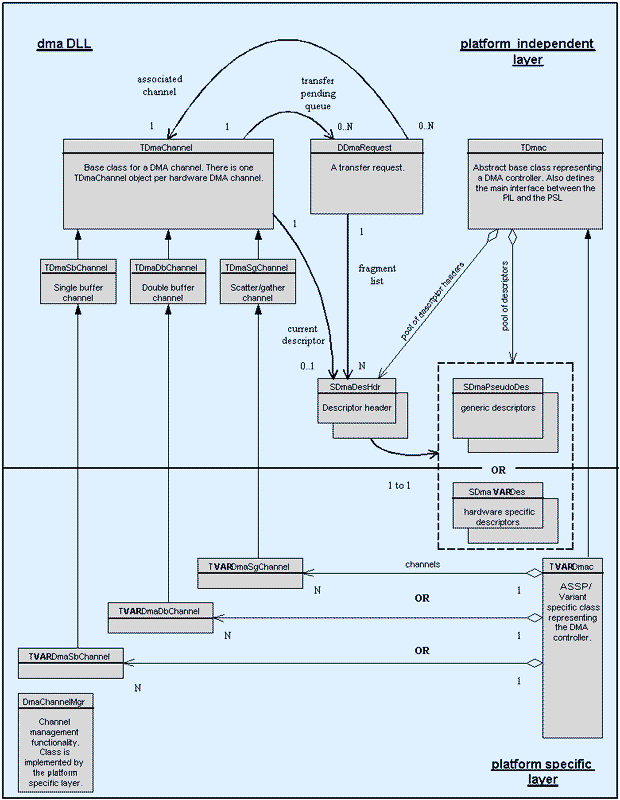 dma DLL
platform independent
layer
associated
channel
transfer
pending
queue
1
1
0..N
0..N
TDmaChannel
Base class for a DMA channel. There is one
TDmaChannel object per hardware DMA channel.
DDmaRequest
A transfer request.
TDmac
Abstract base class representing
a DMA controller. Also defines
the main interface between the
PIL and the PSL
1
1
TDmaSbChannel
Single buffer
channel
TDmaDbChannel
Double buffer
channel
TDmaSgChannel
Scatter/gather
channel
fragment
list
pool of descriptor headers
pool of descriptors
current
descriptor
0..1
N
SDmaDesHdr
Descriptor header
SDmaPseudoDes
generic descriptors
OR
1 to 1
SDmaVARDes
hardware specific
descriptors
TVARDmaSgChannel
channels
N
1
TVARDmac
ASSP/
Variant
specific class
representing
the DMA
controller.
OR
TVARDmaDbChannel
N
1
OR
TVARDmaSbChannel
N
1
DmaChannelMgr
Channel
management
functionality.
Class is
implemented by
the platform
specific layer.
platform specific
layer